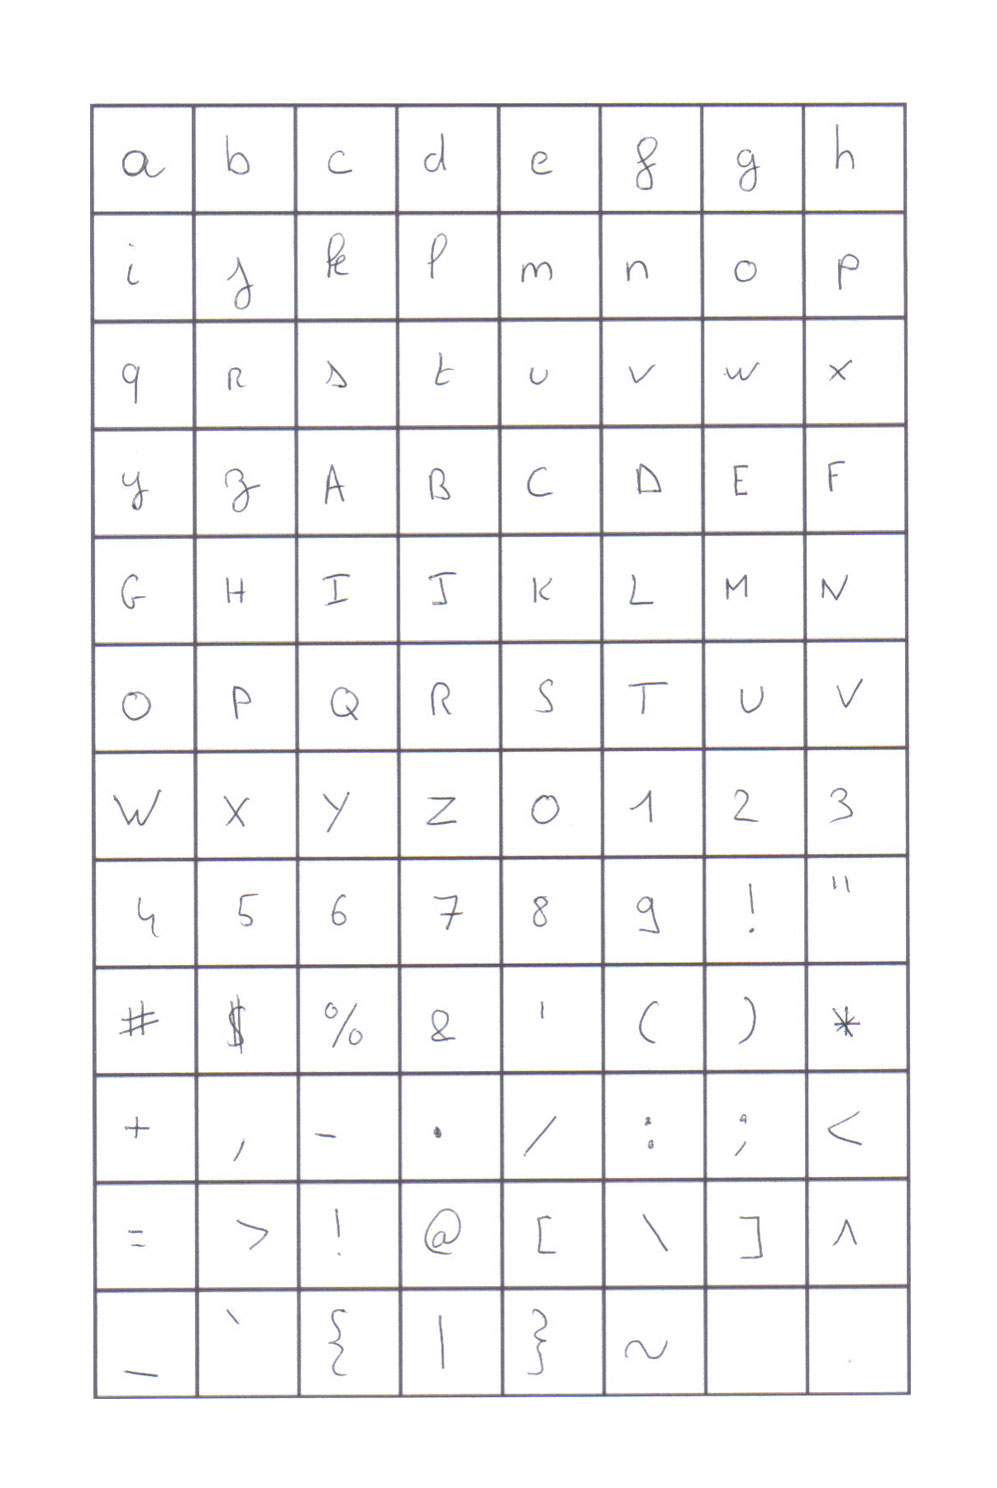 a b c d e f g h
i j k l m n o p
q r s t u v w x
y z A B C D E F
G H I J K L M N
O P Q R S T U V
W X Y Z 0 1 2 3
4 5 6 7 8 9 ! "
# $ % & ' ( ) *
+ , - . / : ; <
= > ! @ [ \ ] ^
_ ` { | } ~